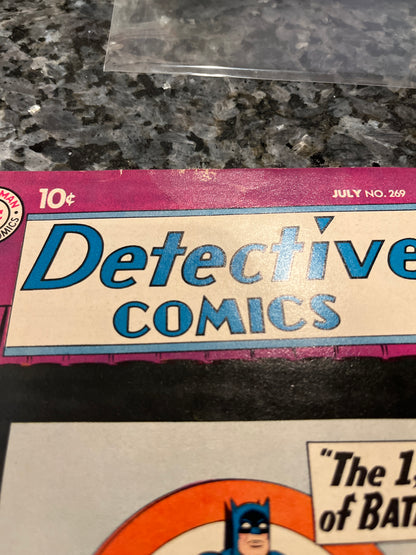 10¢
JULY NO. 269
Detective
COMICS
"The 1,
of BAT